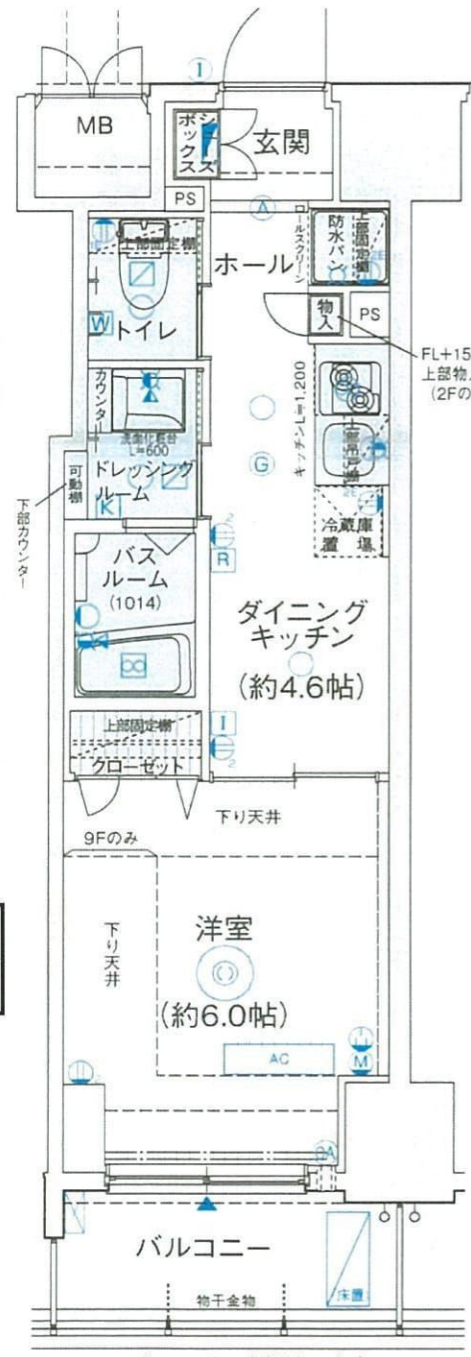 I
MB
シューズ
ボックス
玄関
PS
A
上部固定棚
ホール
ロールスクリーン
防水パン
上部固定棚
2E
W
トイレ
物入
PS
FL+15
上部物入
(2Fの
カウンター
洗面化粧台
L=600
ドレッシング
ルーム
K
可動棚
下部カウンター
キッチンL=1,200
G
2E
冷蔵庫
置場
2
R
バス
ルーム
(1014)
ダイニング
キッチン
(約4.6帖)
上部固定棚
クローゼット
I
2
下り天井
9Fのみ
下り天井
洋室
(約6.0帖)
AC
M
バルコニー
床置
物干金物